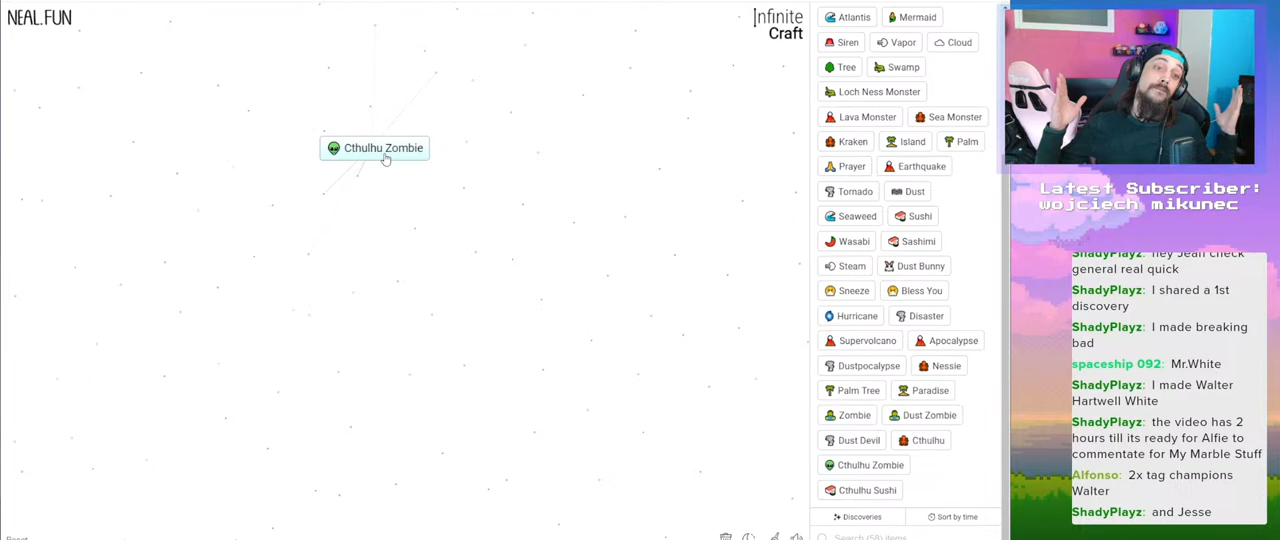 NEAL.FUN
Infinite
Craft
Cthulhu Zombie
Atlantis Mermaid
Siren Vapor Cloud
Tree Swamp
Loch Ness Monster
Lava Monster Sea Monster
Kraken Island Palm
Prayer Earthquake
Tornado Dust
Seaweed Sushi
Wasabi Sashimi
Steam Dust Bunny
Sneeze Bless You
Hurricane Disaster
Supervolcano Apocalypse
Dustpocalypse Nessie
Palm Tree Paradise
Zombie Dust Zombie
Dust Devil Cthulhu
Cthulhu Zombie
Cthulhu Sushi
Discoveries Sort by time
Search (58) items
Reset
Latest Subscriber:
wojciech mikunec
ShadyPlayz: hey Jean check
general real quick
ShadyPlayz: I shared a 1st
discovery
ShadyPlayz: I made breaking
bad
spaceship 092: Mr.White
ShadyPlayz: I made Walter
Hartwell White
ShadyPlayz: the video has 2
hours till its ready for Alfie to
commentate for My Marble Stuff
Alfonso: 2x tag champions
Walter
ShadyPlayz: and Jesse